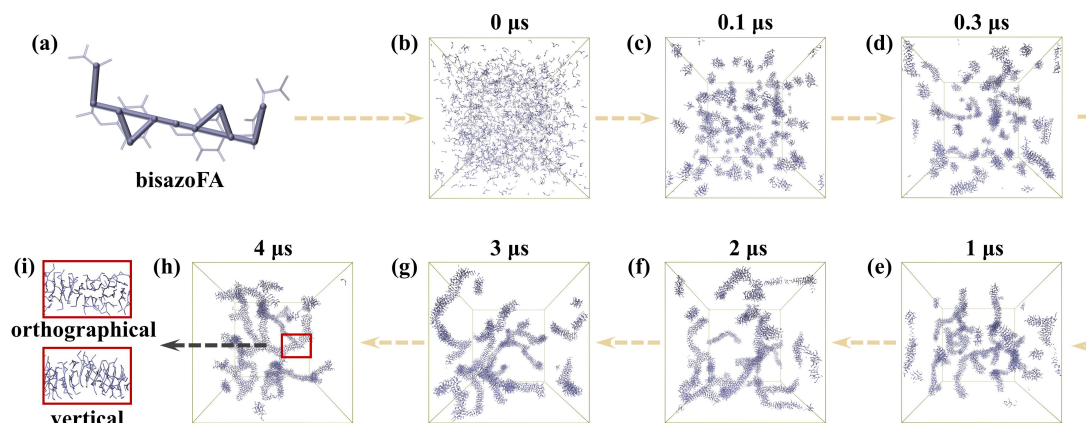 (a)
bisazoFA
(b) 0 μs
(c) 0.1 μs
(d) 0.3 μs
(i) orthographical
vertical
(h) 4 μs
(g) 3 μs
(f) 2 μs
(e) 1 μs